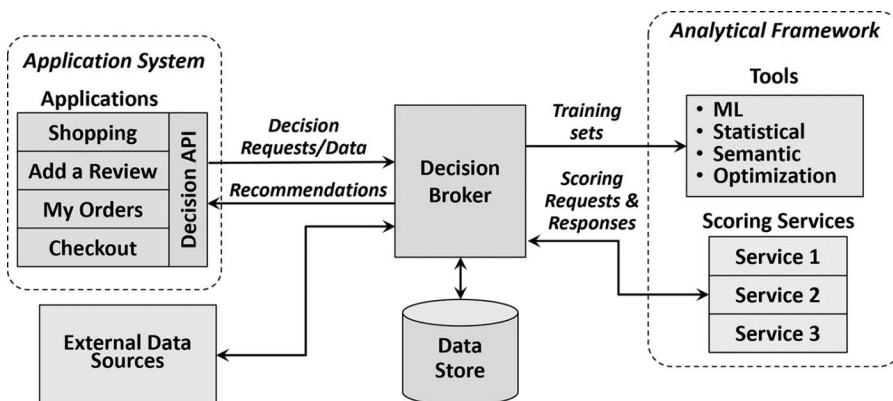 Application System
Applications
Shopping
Add a Review
My Orders
Checkout
Decision API
Decision
Requests/Data
Recommendations
External Data
Sources
Decision
Broker
Data
Store
Training
sets
Scoring
Requests &
Responses
Analytical Framework
Tools
• ML
• Statistical
• Semantic
• Optimization
Scoring Services
Service 1
Service 2
Service 3